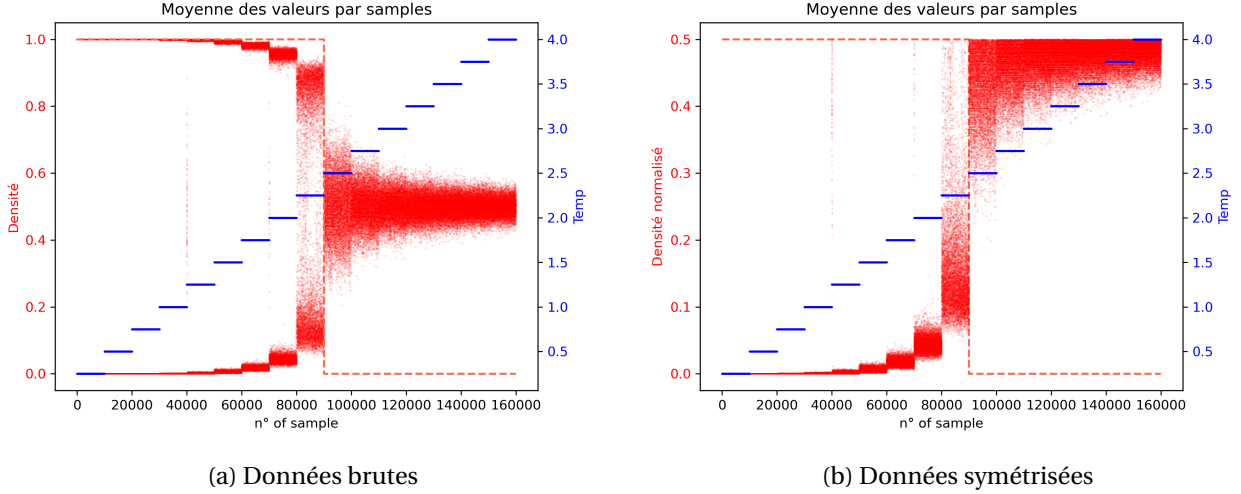 Moyenne des valeurs par samples
1.0
0.8
0.6
0.4
0.2
0.0
Densité
4.0
3.5
3.0
2.5
2.0
1.5
1.0
0.5
Temp
0 20000 40000 60000 80000 100000 120000 140000 160000
n° of sample
(a) Données brutes
Moyenne des valeurs par samples
0.5
0.4
0.3
0.2
0.1
0.0
Densité normalisé
4.0
3.5
3.0
2.5
2.0
1.5
1.0
0.5
Temp
0 20000 40000 60000 80000 100000 120000 140000 160000
n° of sample
(b) Données symétrisées